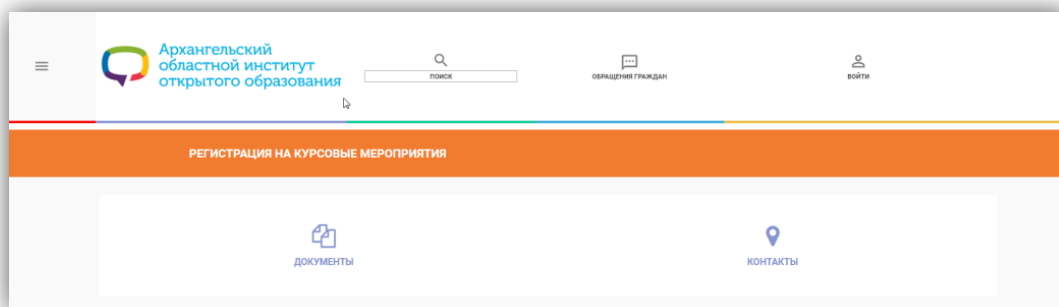 Архангельский
областной институт
открытого образования
ПОИСК
ОБРАЩЕНИЯ ГРАЖДАН
ВОЙТИ
РЕГИСТРАЦИЯ НА КУРСОВЫЕ МЕРОПРИЯТИЯ
ДОКУМЕНТЫ
КОНТАКТЫ